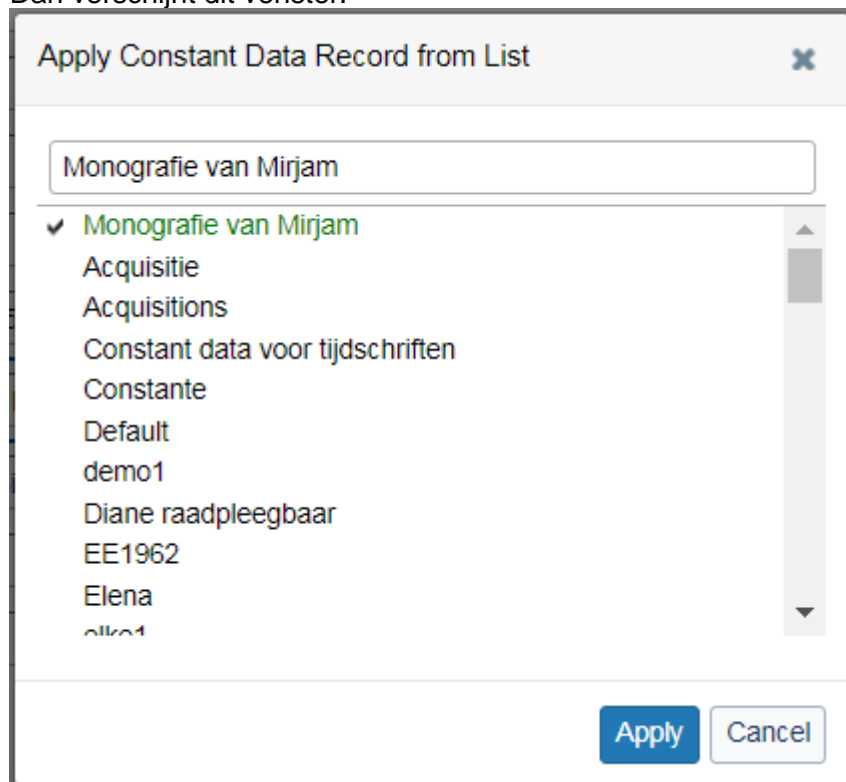 Apply Constant Data Record from List
Monografie van Mirjam
Monografie van Mirjam
Acquisitie
Acquisitions
Constant data voor tijdschriften
Constante
Default
demo1
Diane raadpleegbaar
EE1962
Elena
Apply Cancel